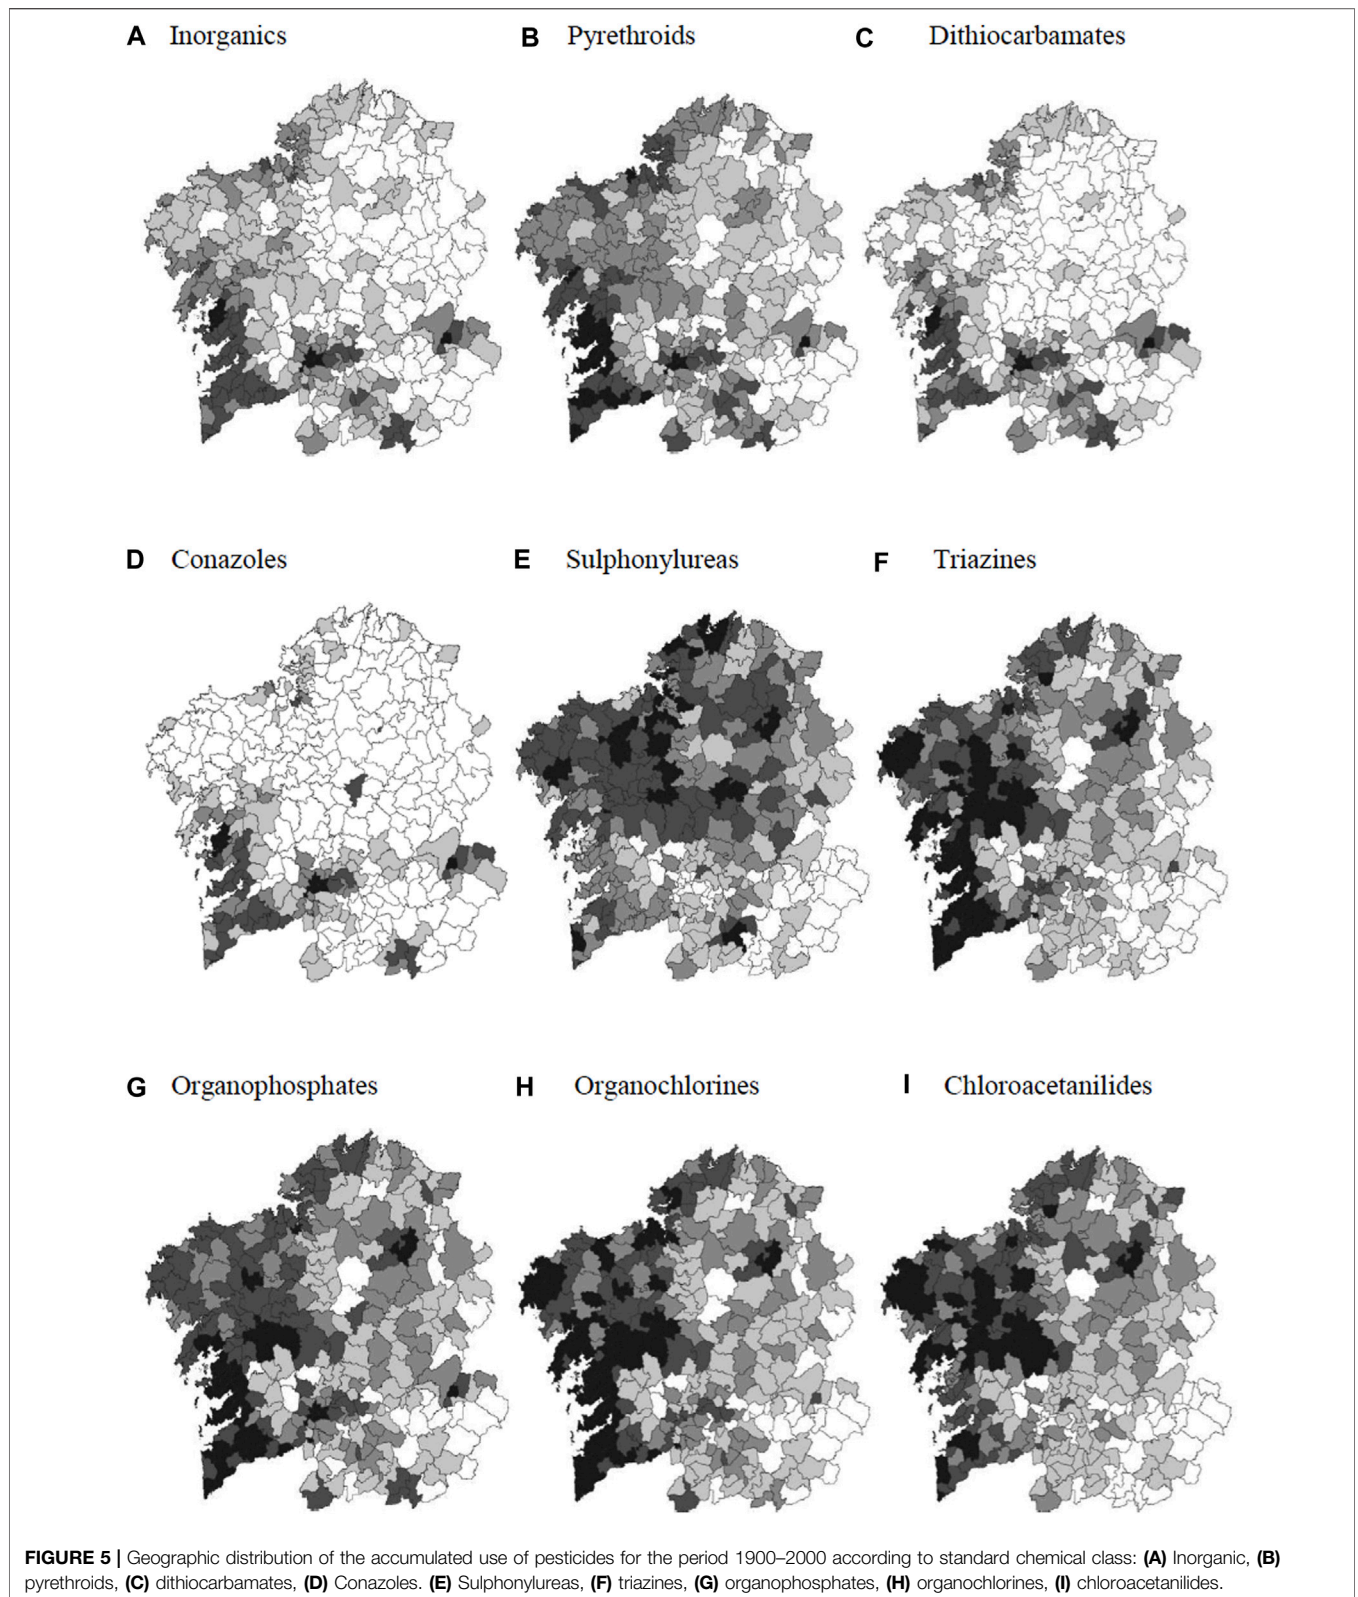 A Inorganics
B Pyrethroids
C Dithiocarbamates
D Conazoles
E Sulphonylureas
F Triazines
G Organophosphates
H Organochlorines
I Chloroacetanilides
FIGURE 5 | Geographic distribution of the accumulated use of pesticides for the period 1900–2000 according to standard chemical class: (A) Inorganic, (B)
pyrethroids, (C) dithiocarbamates, (D) Conazoles. (E) Sulphonylureas, (F) triazines, (G) organophosphates, (H) organochlorines, (I) chloroacetanilides.